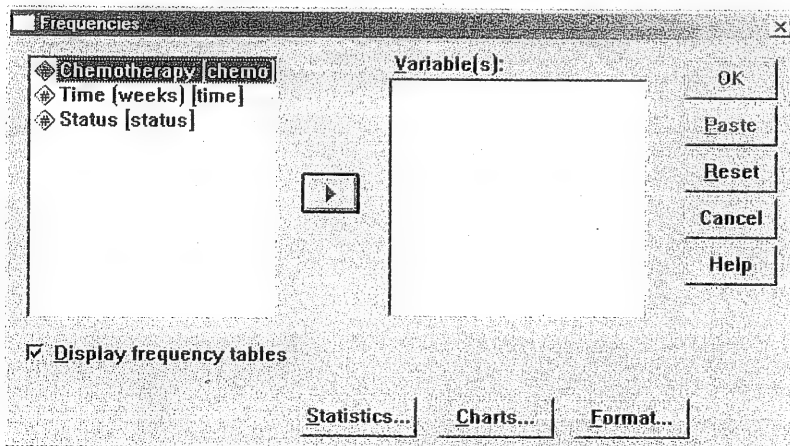 Frequencies
Chemotherapy [chemo]
Time (weeks) [time]
Status [status]
Variable(s):
OK
Paste
Reset
Cancel
Help
Display frequency tables
Statistics...
Charts...
Format...